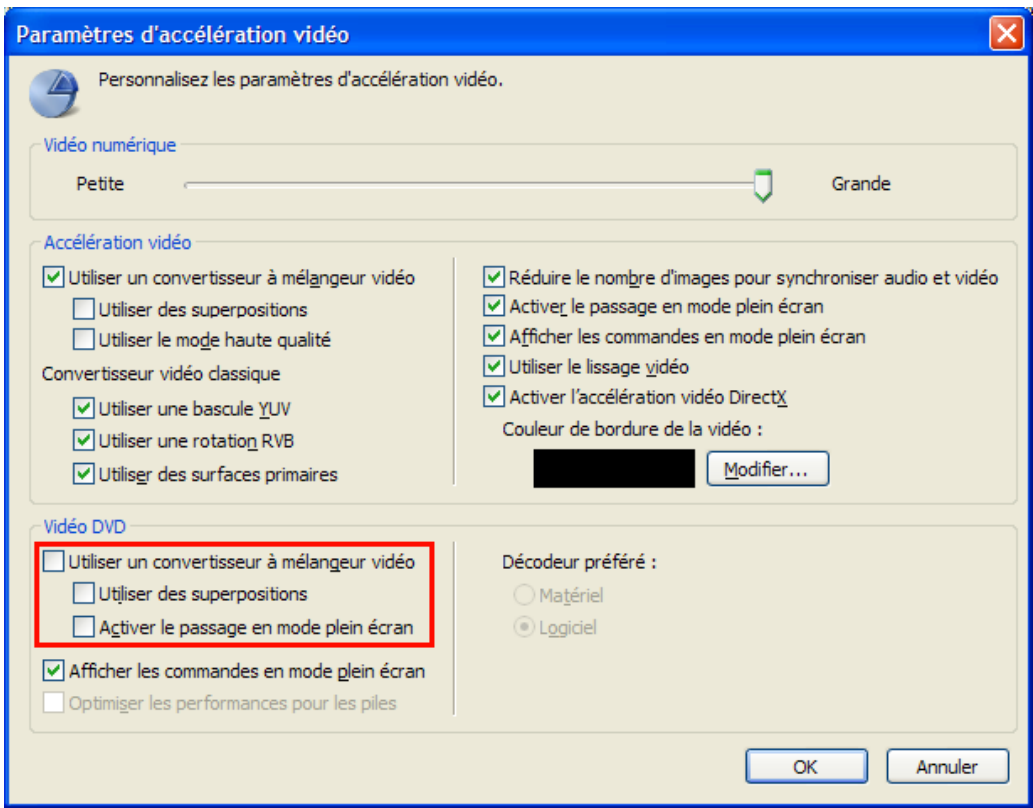 Paramètres d'accélération vidéo
Personnalisez les paramètres d'accélération vidéo.
Vidéo numérique
Petite
Grande
Accélération vidéo
Utiliser un convertisseur à mélangeur vidéo
Utiliser des superpositions
Utiliser le mode haute qualité
Convertisseur vidéo classique
Utiliser une bascule YUV
Utiliser une rotation RVB
Utiliser des surfaces primaires
Réduire le nombre d'images pour synchroniser audio et vidéo
Activer le passage en mode plein écran
Afficher les commandes en mode plein écran
Utiliser le lissage vidéo
Activer l'accélération vidéo DirectX
Couleur de bordure de la vidéo :
Modifier...
Vidéo DVD
Utiliser un convertisseur à mélangeur vidéo
Utiliser des superpositions
Activer le passage en mode plein écran
Afficher les commandes en mode plein écran
Optimiser les performances pour les piles
Décodeur préféré :
Matériel
Logiciel
OK
Annuler